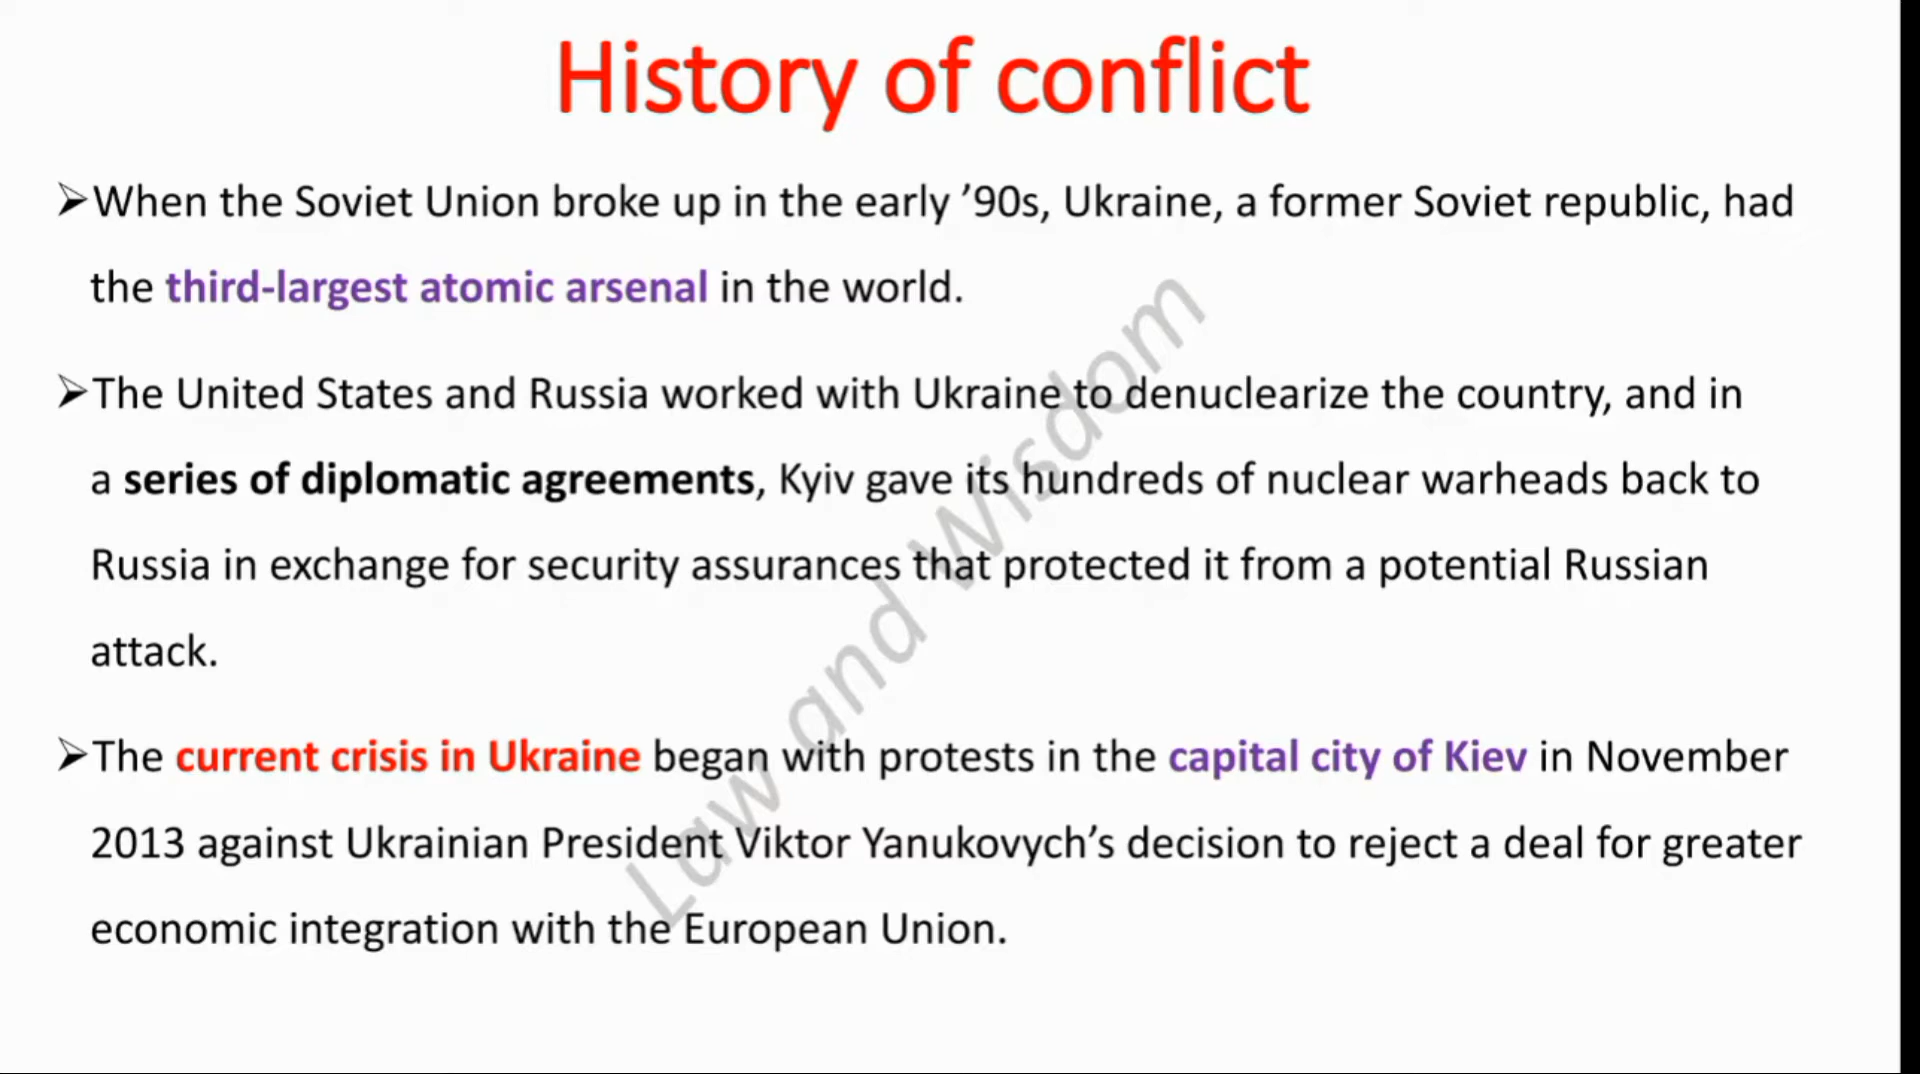 History of conflict
➢When the Soviet Union broke up in the early ’90s, Ukraine, a former Soviet republic, had
the third-largest atomic arsenal in the world.
➢The United States and Russia worked with Ukraine to denuclearize the country, and in
a series of diplomatic agreements, Kyiv gave its hundreds of nuclear warheads back to
Russia in exchange for security assurances that protected it from a potential Russian
attack.
➢The current crisis in Ukraine began with protests in the capital city of Kiev in November
2013 against Ukrainian President Viktor Yanukovych’s decision to reject a deal for greater
economic integration with the European Union.
Law and Wisdom